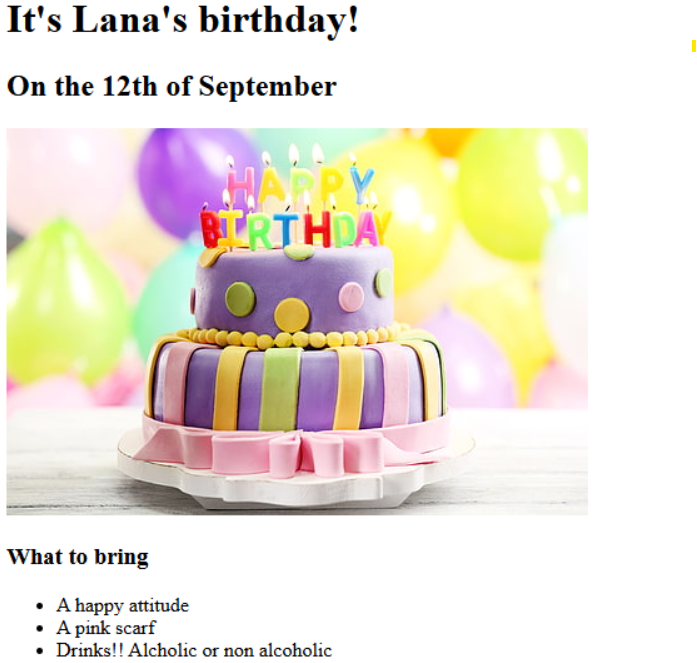 It's Lana's birthday!
On the 12th of September
HAPPY
BIRTHDAY
What to bring
A happy attitude
A pink scarf
Drinks!! Alcholic or non alcoholic